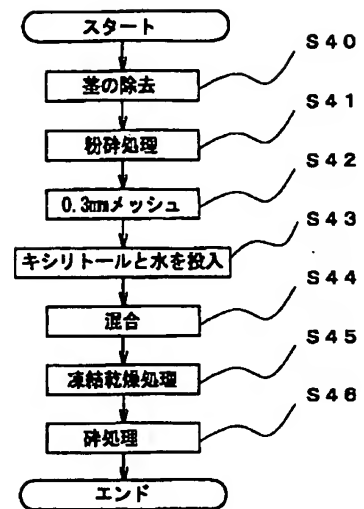 スタート
茎の除去 S40
粉砕処理 S41
0.3mmメッシュ S42
キシリトールと水を投入 S43
混合 S44
凍結乾燥処理 S45
砕処理 S46
エンド